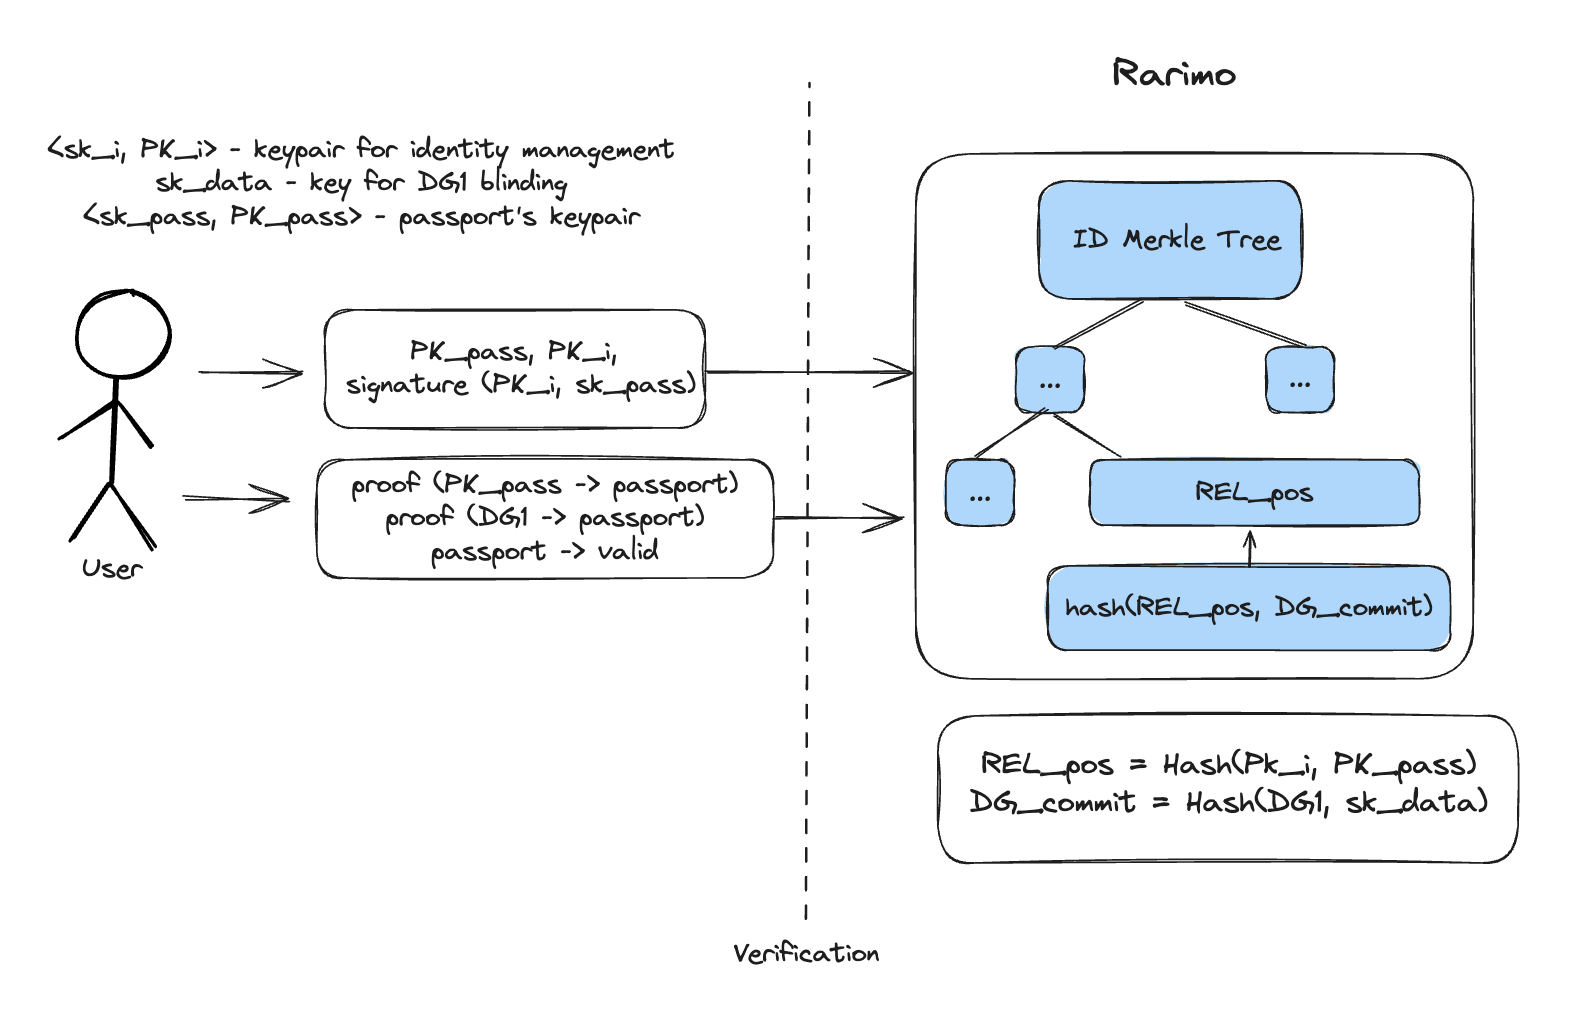 Rarimo
<sk_i, PK_i> - keypair for identity management
sk_data - key for DG1 blinding
<sk_pass, PK_pass> - passport's keypair
ID Merkle Tree
PK_pass, PK_i,
signature (PK_i, sk_pass)
...
...
proof (PK_pass -> passport)
proof (DG1 -> passport)
passport -> valid
...
REL_pos
User
hash(REL_pos, DG_commit)
REL_pos = Hash(Pk_i, PK_pass)
DG_commit = Hash(DG1, sk_data)
Verification